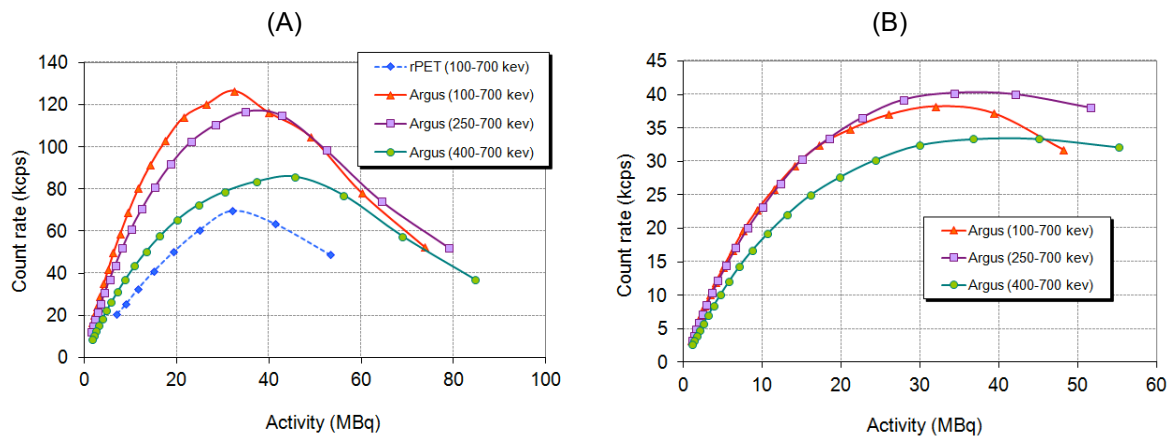 (A)
140
120
100
80
60
40
20
0
Count rate (kcps)
0 20 40 60 80 100
Activity (MBq)
rPET (100-700 kev)
Argus (100-700 kev)
Argus (250-700 kev)
Argus (400-700 kev)
(B)
45
40
35
30
25
20
15
10
5
0
Count rate (kcps)
0 10 20 30 40 50 60
Activity (MBq)
Argus (100-700 kev)
Argus (250-700 kev)
Argus (400-700 kev)